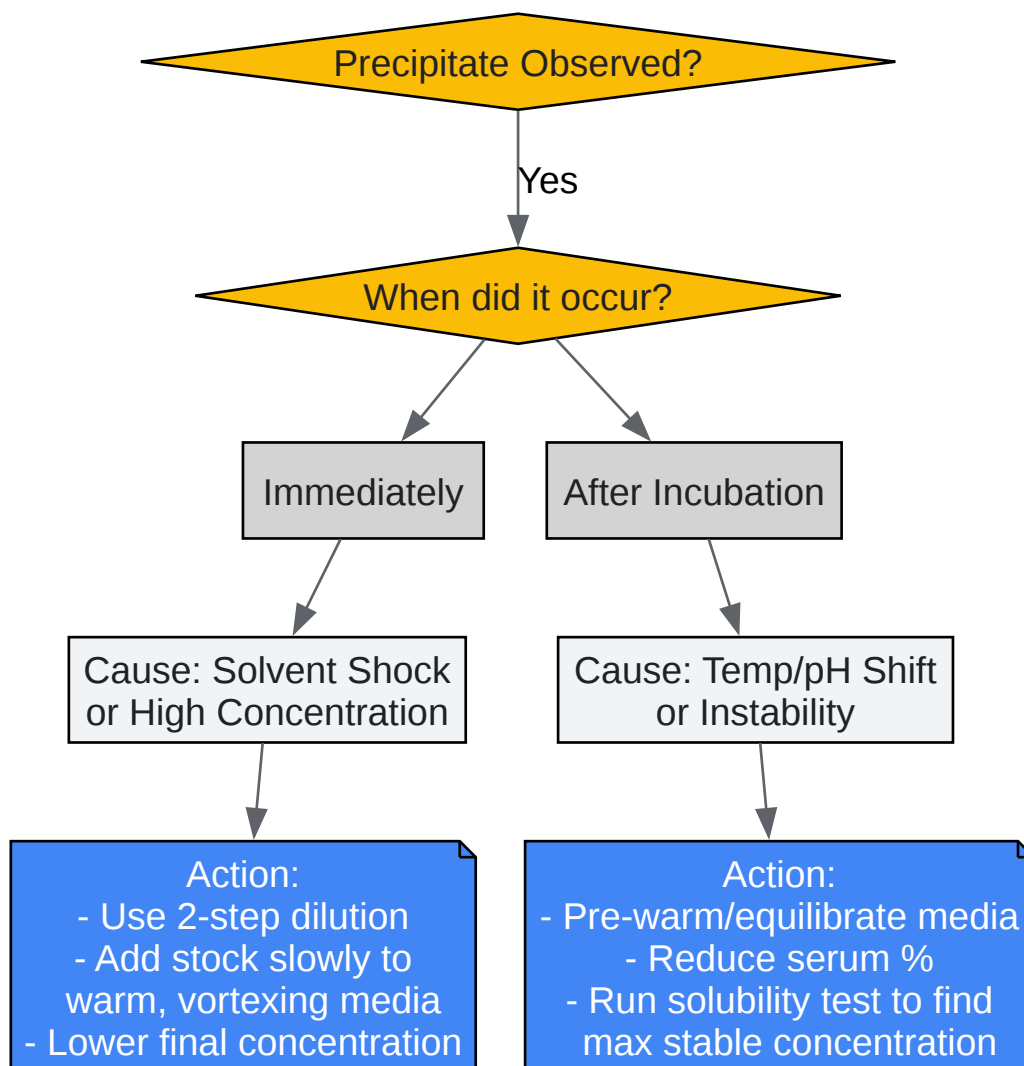 Precipitate Observed?
Yes
When did it occur?
Immediately
After Incubation
Cause: Solvent Shock
or High Concentration
Cause: Temp/pH Shift
or Instability
Action:
- Use 2-step dilution
- Add stock slowly to
warm, vortexing media
- Lower final concentration
Action:
- Pre-warm/equilibrate media
- Reduce serum %
- Run solubility test to find
max stable concentration